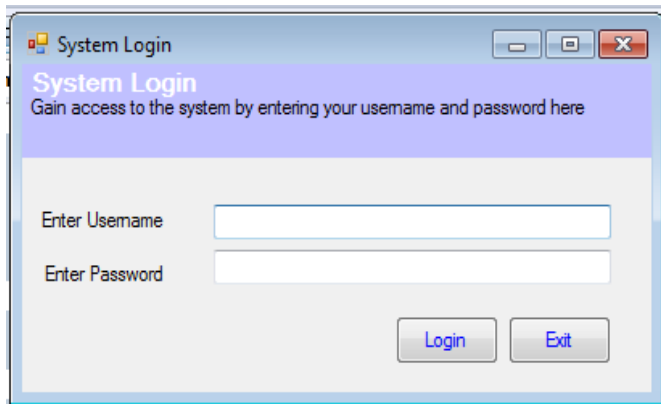 System Login
System Login
Gain access to the system by entering your username and password here
Enter Username
Enter Password
Login
Exit